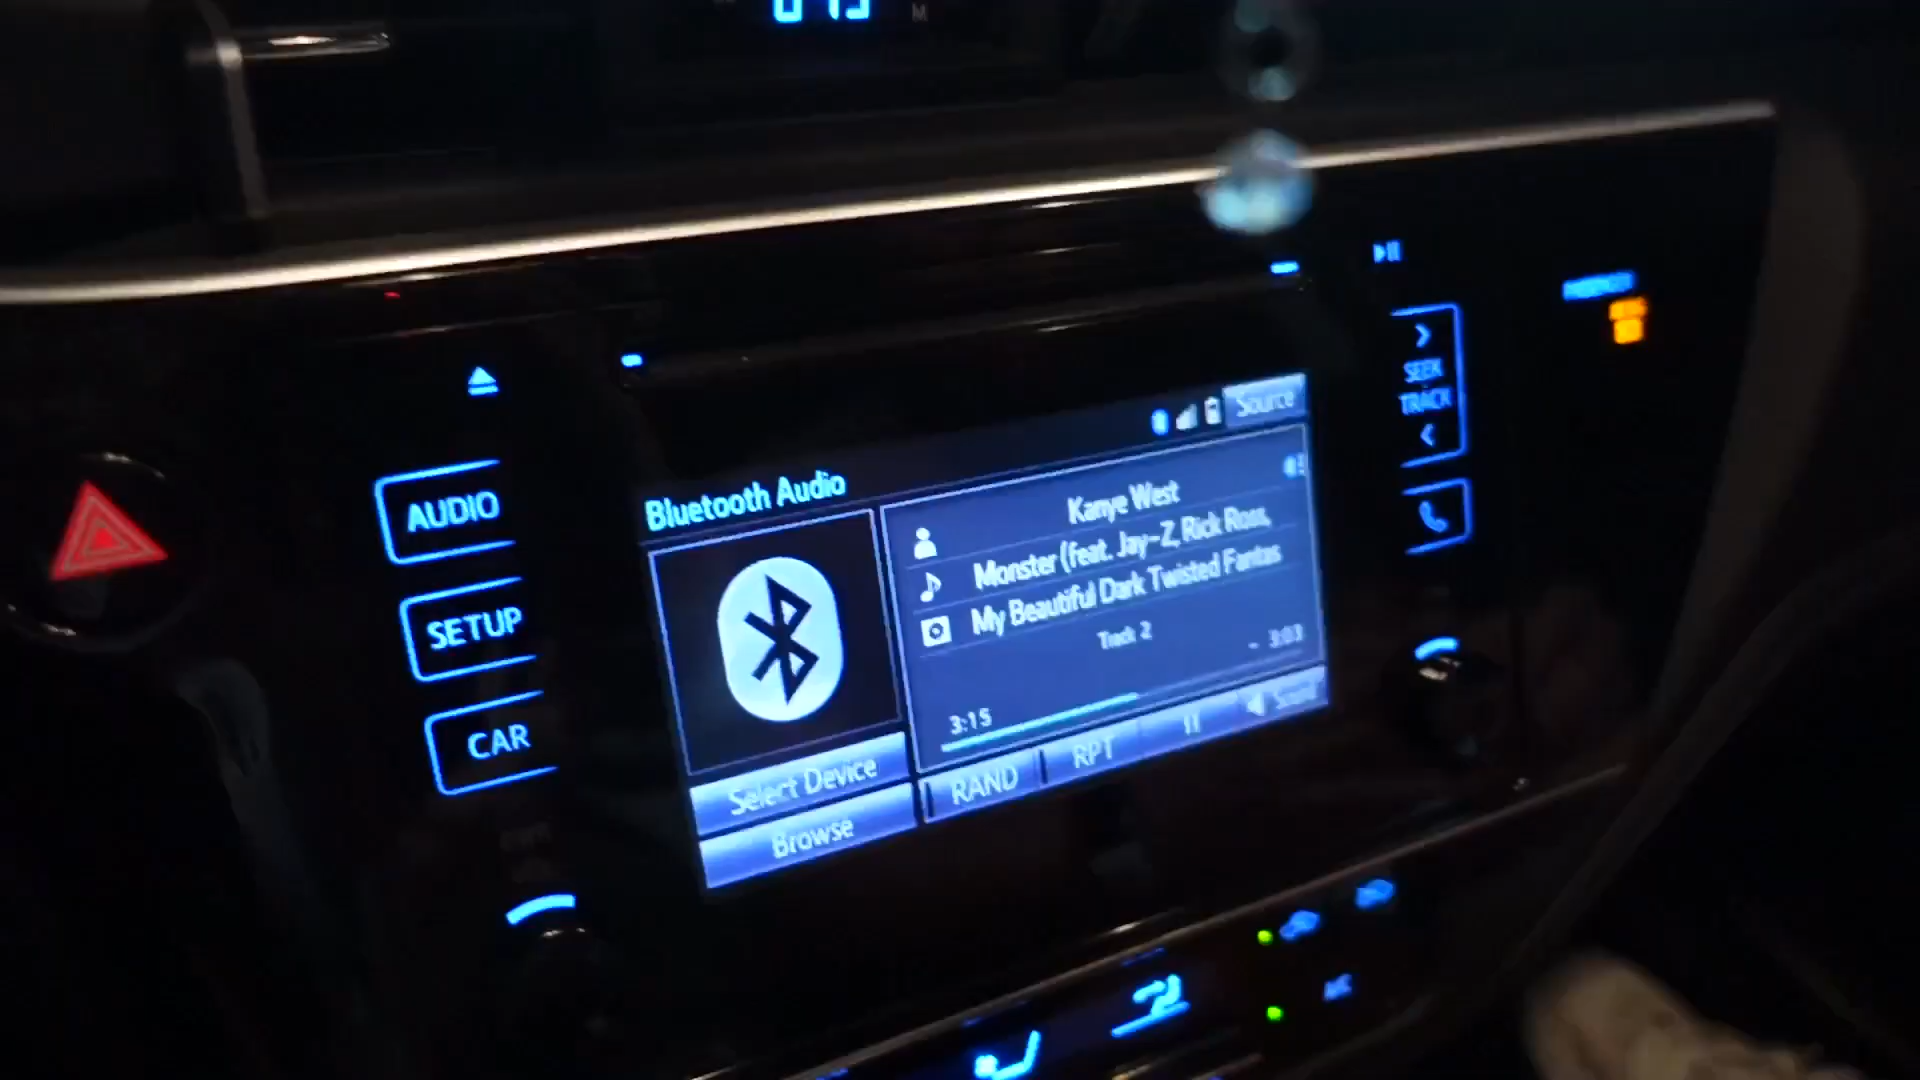 Source
Bluetooth Audio
Kanye West
Monster (feat. Jay-Z, Rick Ross,
My Beautiful Dark Twisted Fantas
Track 2
3:15
- 3:03
Select Device
Browse
RAND
RPT
Sound
AUDIO
SETUP
CAR
SEEK
TRACK
A/C